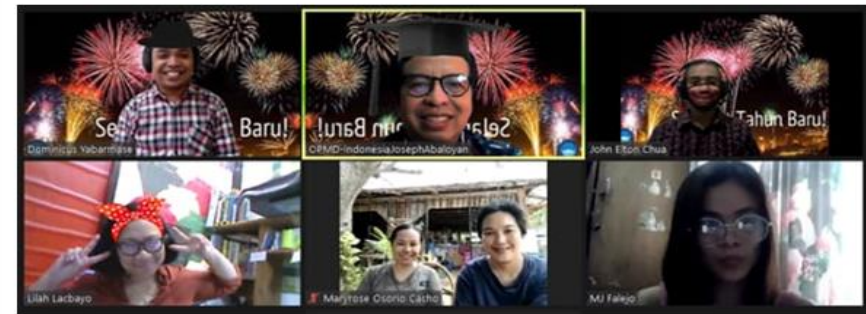 Se
Baru!
Dominicus Yabarmase
Selamat Tahun Baru!
OPMD-IndonesiaJosephAbaloyan
Se Tahun Baru!
John Elton Chua
Lilah Lacbayo
Maryrose Osorio Cacho
MJ Falejo